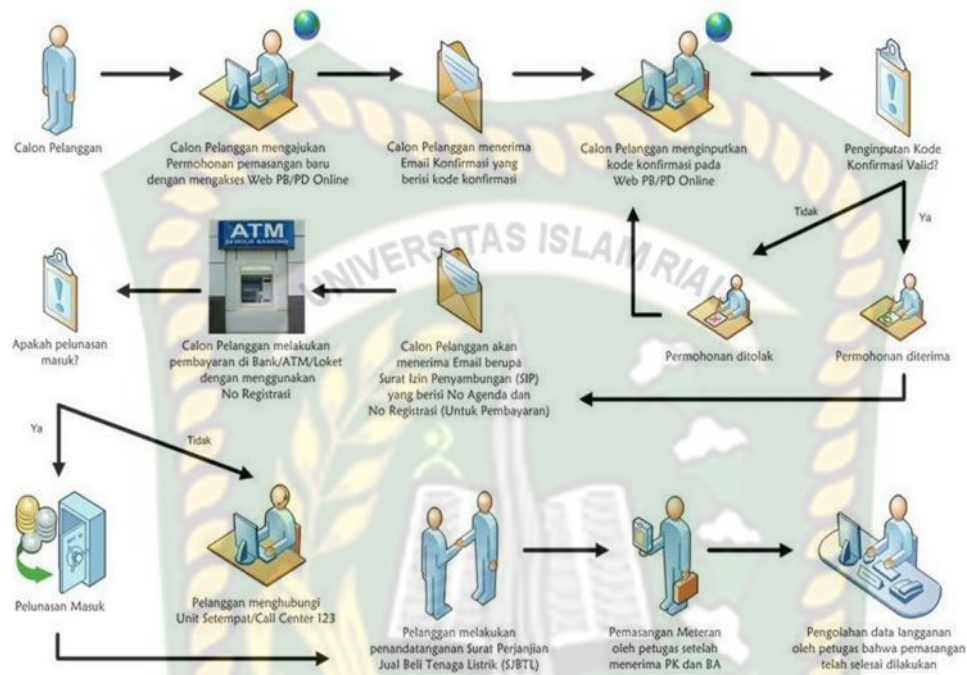 Calon Pelanggan
Calon Pelanggan mengajukan
Permohonan pemasangan baru
dengan mengakses Web PB/PD Online
Calon Pelanggan menerima
Email Konfirmasi yang
berisi kode konfirmasi
Calon Pelanggan menginputkan
kode konfirmasi pada
Web PB/PD Online
Penginputan Kode
Konfirmasi Valid?
Tidak
Ya
UNIVERSITAS ISLAM RIAU
ATM
24 HOUR BANKING
Apakah pelunasan
masuk?
Calon Pelanggan melakukan
pembayaran di Bank/ATM/Loket
dengan menggunakan
No Registrasi
Calon Pelanggan akan
menerima Email berupa
Surat Izin Penyambungan (SIP)
yang berisi No Agenda dan
No Registrasi (Untuk Pembayaran)
Permohonan ditolak
Permohonan diterima
Ya
Tidak
Pelunasan Masuk
Pelanggan menghubungi
Unit Setempat/Call Center 123
Pelanggan melakukan
penandatanganan Surat Perjanjian
Jual Beli Tenaga Listrik (SJBTL)
Pemasangan Meteran
oleh petugas setelah
menerima PK dan BA
Pengolahan data langganan
oleh petugas bahwa pemasangan
telah selesai dilakukan